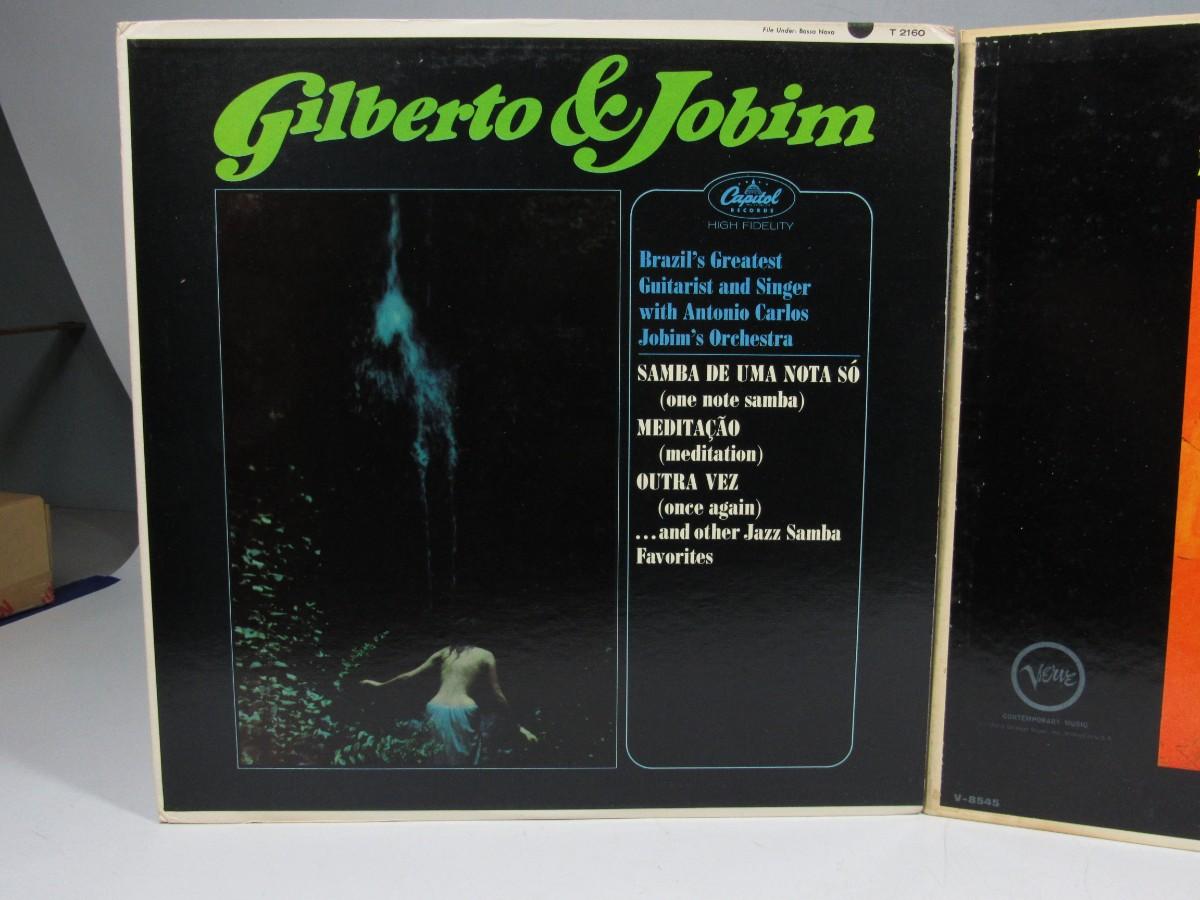 File Under: Bossa Nova
T 2160
Gilberto & Jobim
Capitol
RECORDS
HIGH FIDELITY
Brazil's Greatest
Guitarist and Singer
with Antonio Carlos
Jobim's Orchestra
SAMBA DE UMA NOTA SÓ
(one note samba)
MEDITAÇÃO
(meditation)
OUTRA VEZ
(once again)
...and other Jazz Samba
Favorites
Verve
CONTEMPORARY MUSIC
V-8545